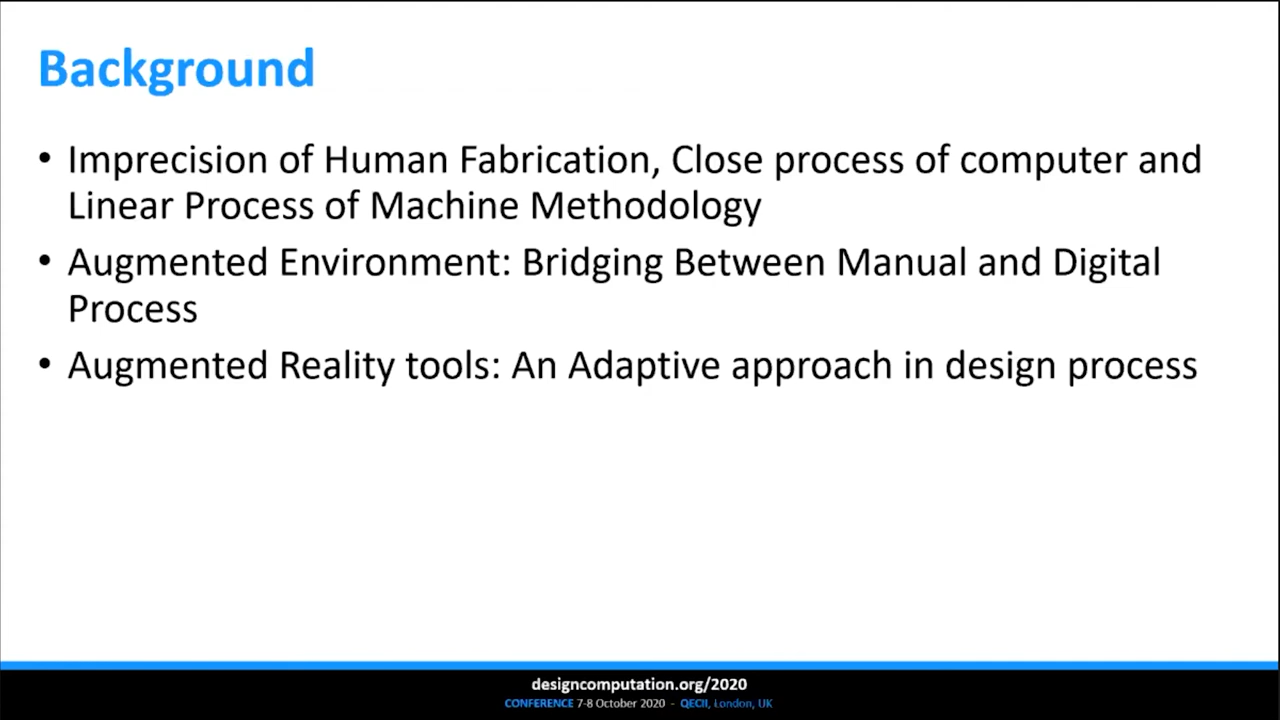 Background
• Imprecision of Human Fabrication, Close process of computer and
Linear Process of Machine Methodology
• Augmented Environment: Bridging Between Manual and Digital
Process
• Augmented Reality tools: An Adaptive approach in design process
designcomputation.org/2020
CONFERENCE 7-8 October 2020 - QECII, London, UK